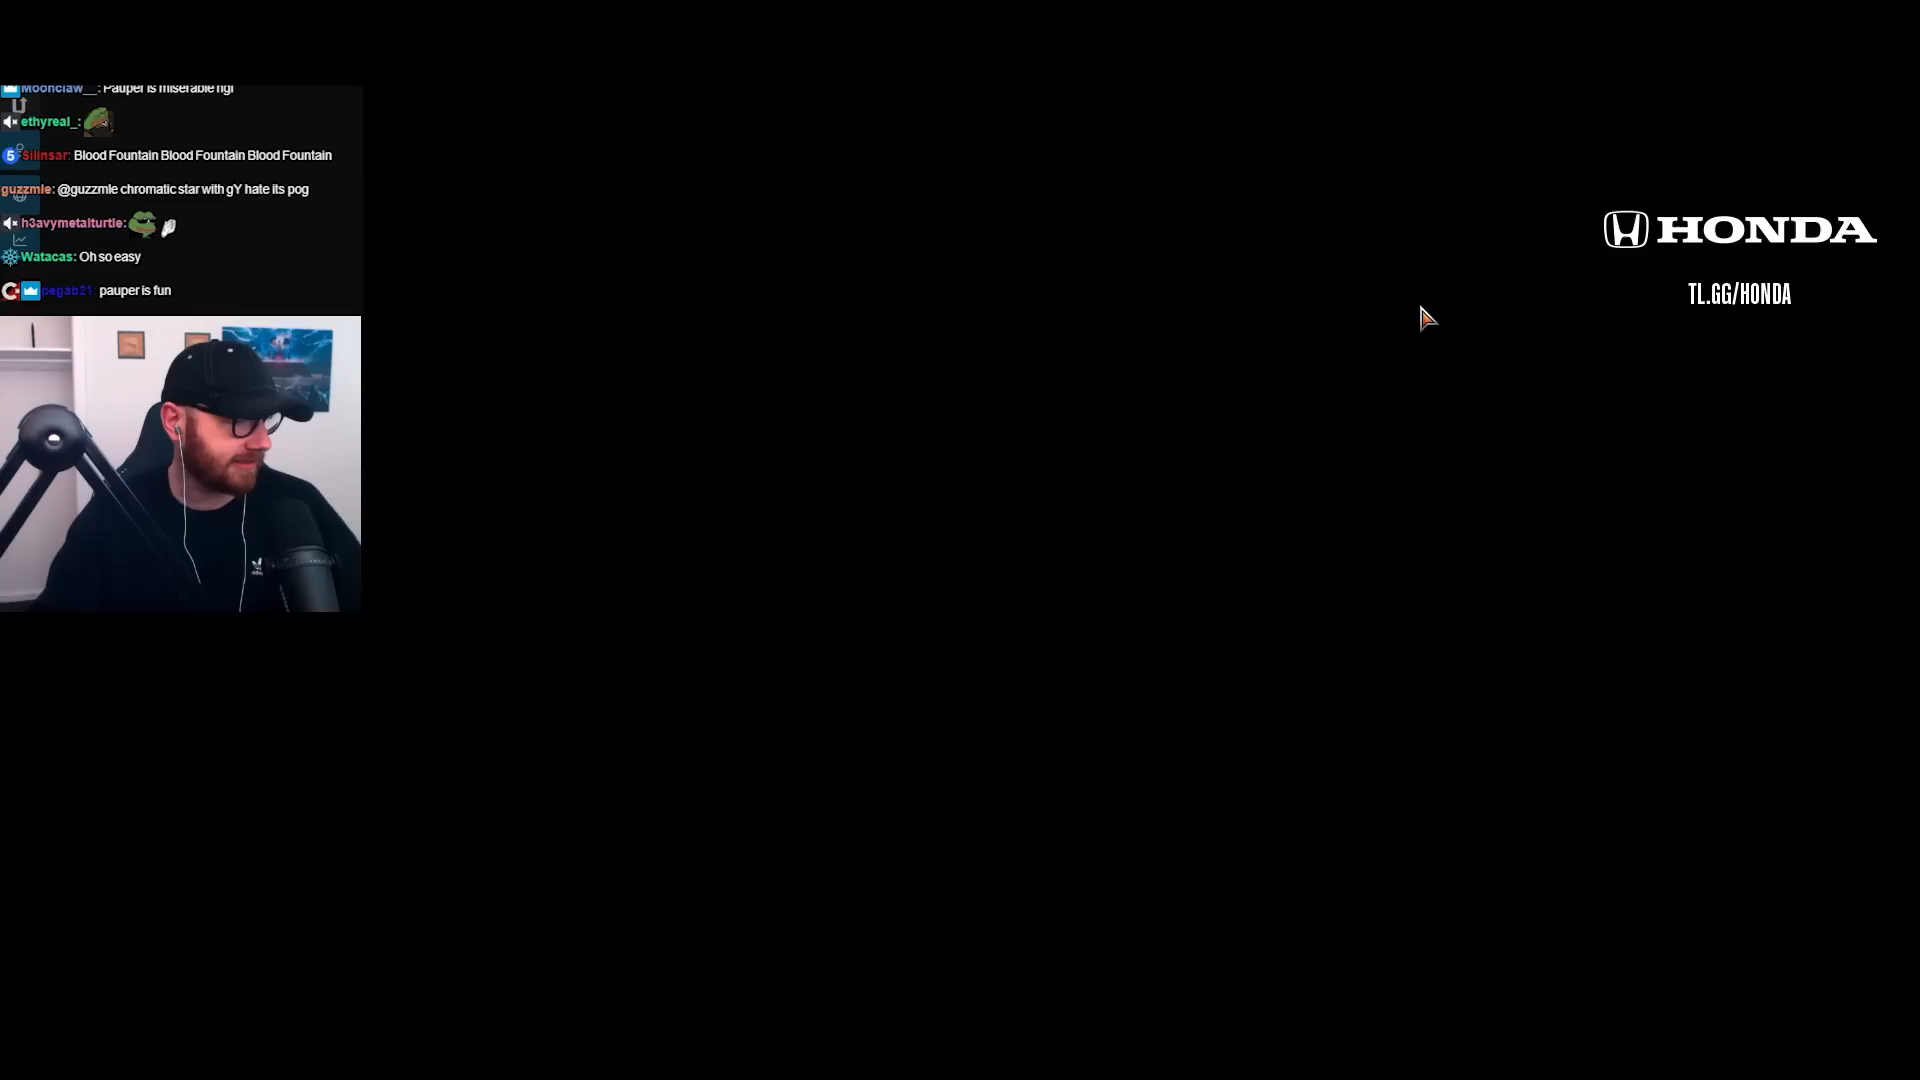 Moonclaw__: Pauper is miserable ngl
ethyreal_:
5 Silinsar: Blood Fountain Blood Fountain Blood Fountain
guzzmle: @guzzmle chromatic star with gY hate its pog
h3avymetalturtle:
Watacas: Oh so easy
pegab21: pauper is fun
HONDA
TL.GG/HONDA